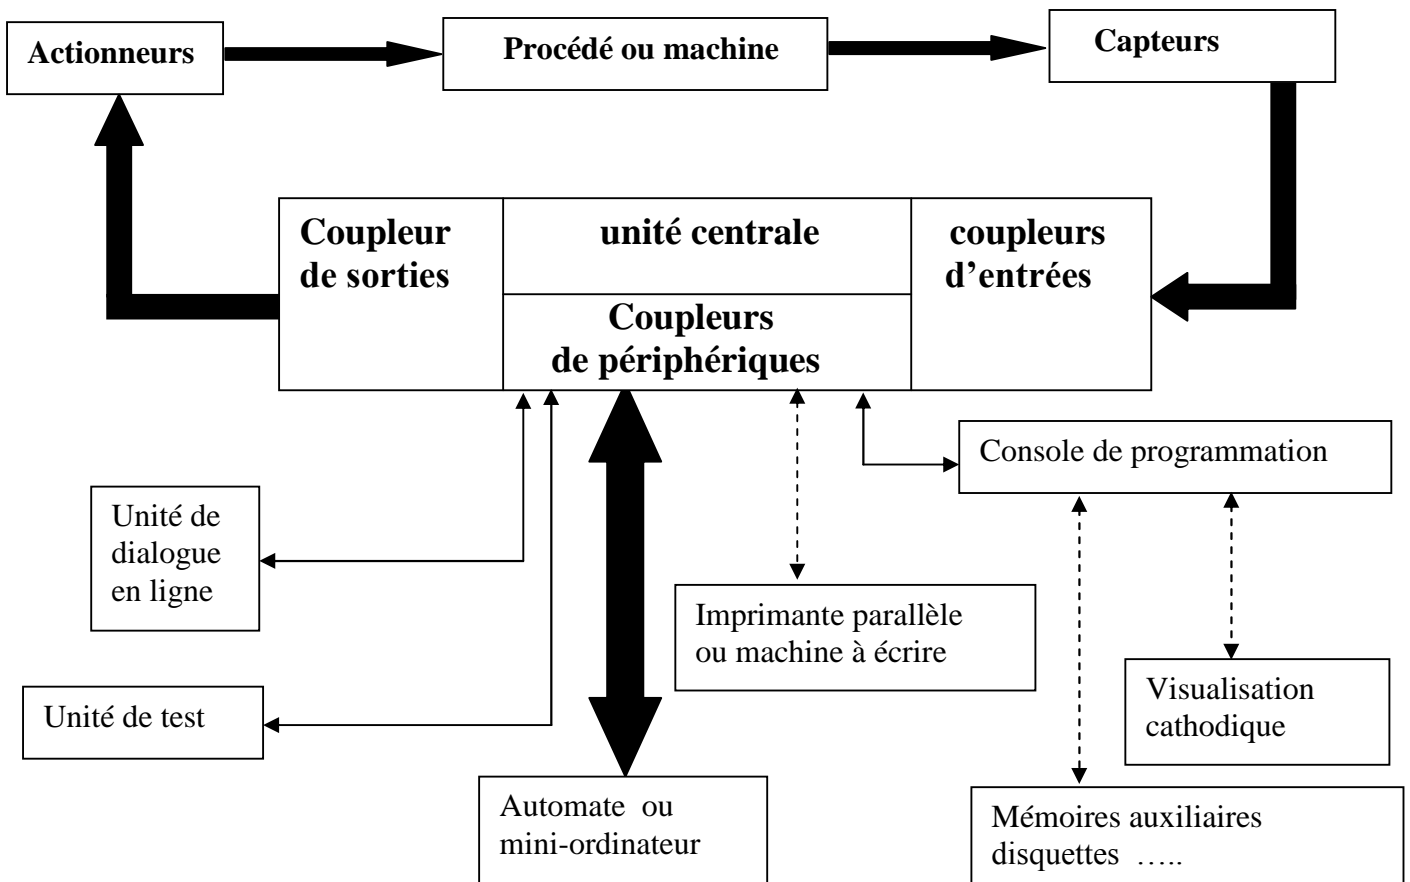 Actionneurs
Procédé ou machine
Capteurs
Coupleur
de sorties
unité centrale
coupleurs
d’entrées
Coupleurs
de périphériques
Console de programmation
Unité de
dialogue
en ligne
Imprimante parallèle
ou machine à écrire
Visualisation
cathodique
Unité de test
Automate ou
mini-ordinateur
Mémoires auxiliaires
disquettes …..